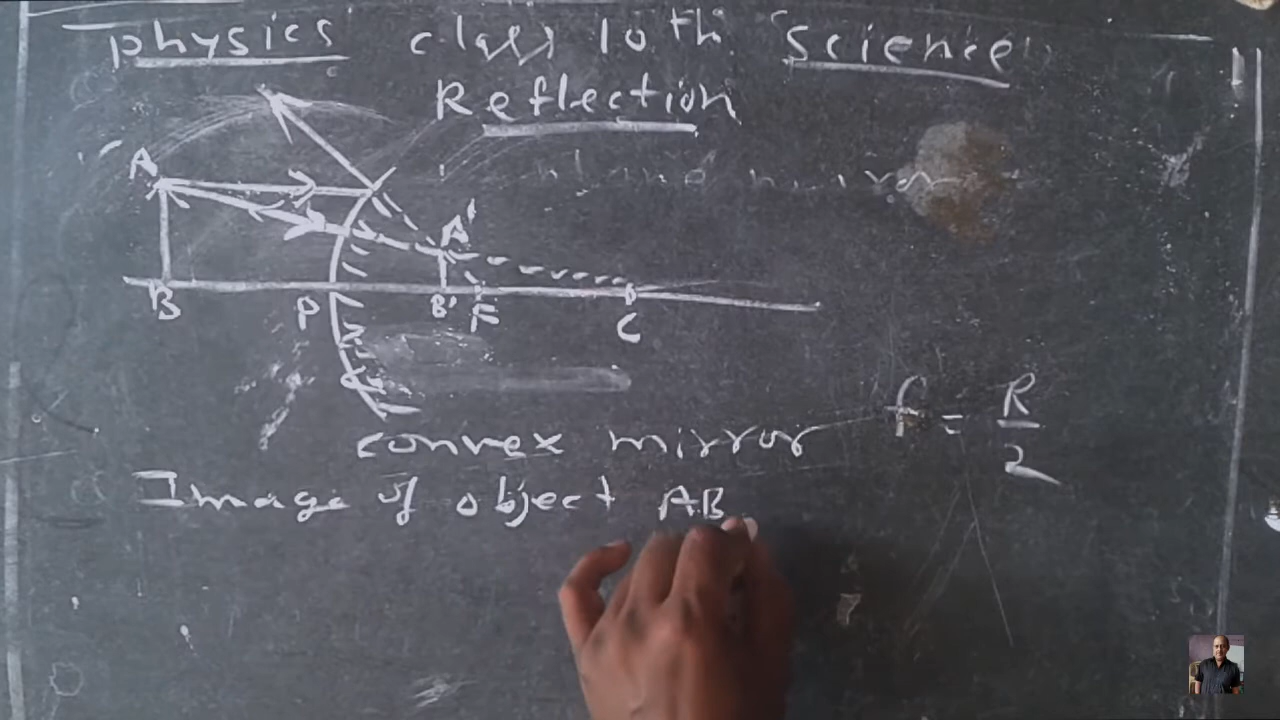 Physics class 10th Science
Reflection
A
A'
B P B' F C
f = R/2
convex mirror
Image of object AB